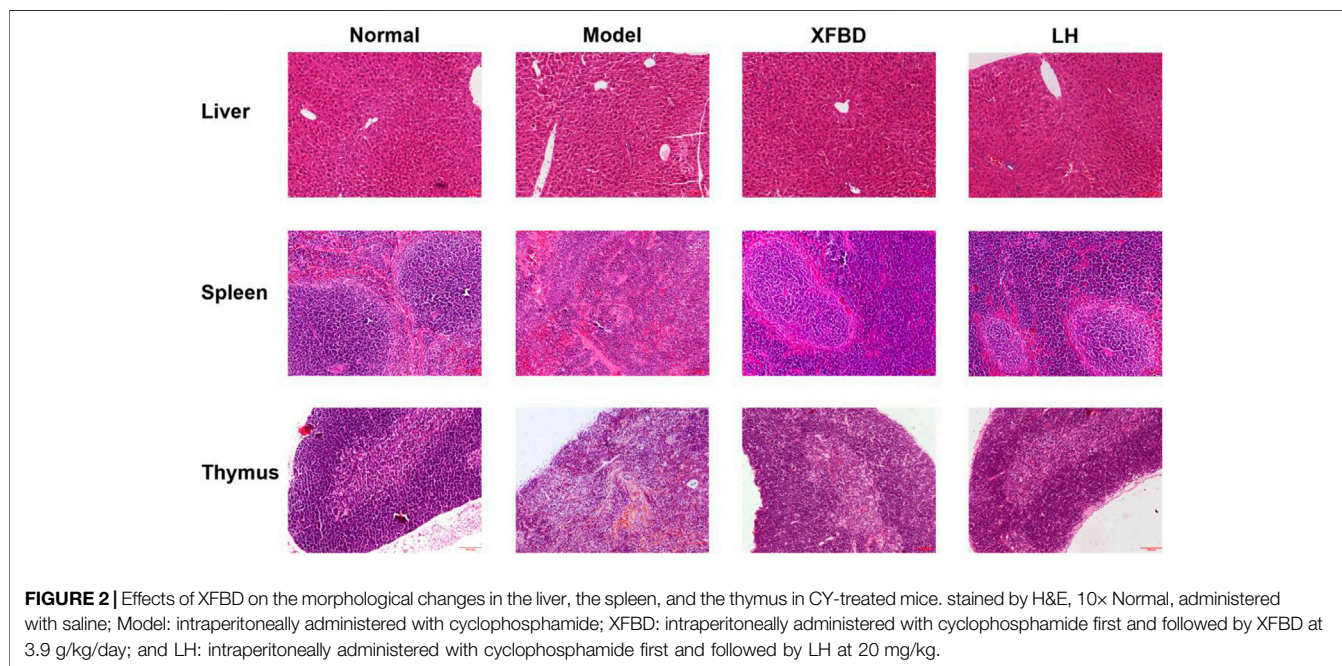 Normal Model XFBD LH
Liver
Spleen
Thymus
FIGURE 2 | Effects of XFBD on the morphological changes in the liver, the spleen, and the thymus in CY-treated mice. stained by H&E, 10× Normal, administered
with saline; Model: intraperitoneally administered with cyclophosphamide; XFBD: intraperitoneally administered with cyclophosphamide first and followed by XFBD at
3.9 g/kg/day; and LH: intraperitoneally administered with cyclophosphamide first and followed by LH at 20 mg/kg.